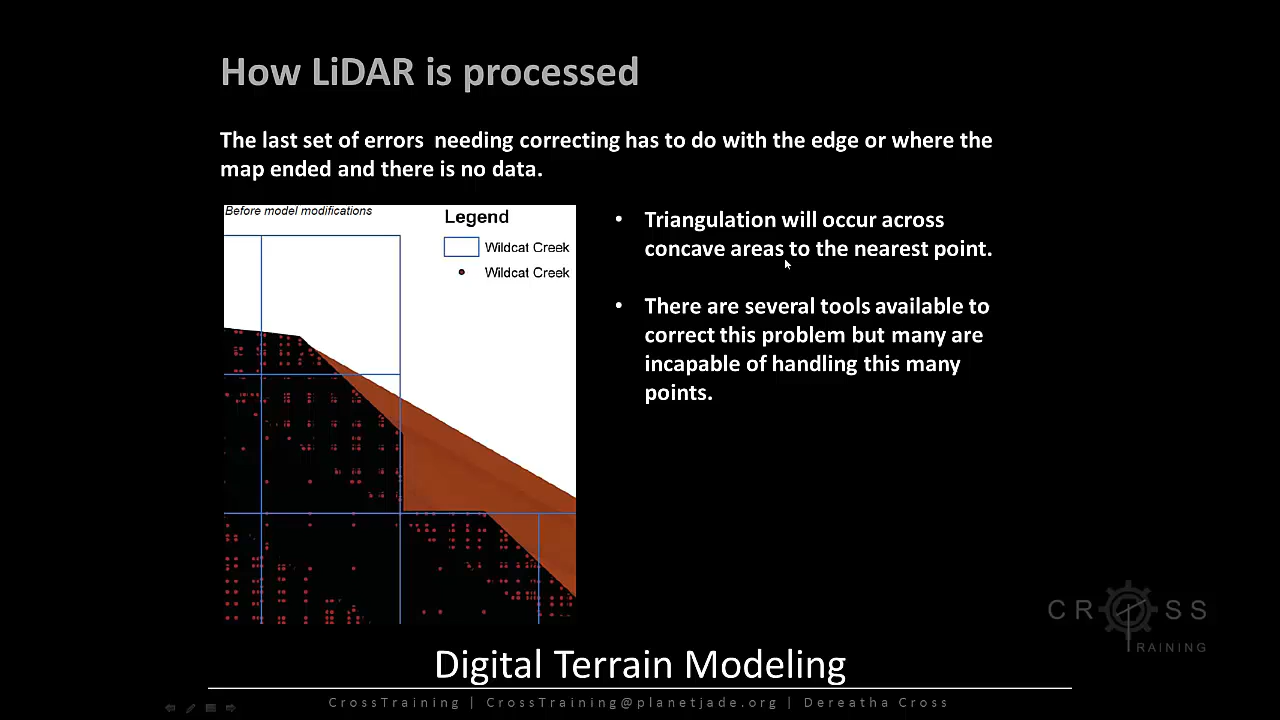 How LiDAR is processed
The last set of errors needing correcting has to do with the edge or where the
map ended and there is no data.
Before model modifications
Legend
Wildcat Creek
Wildcat Creek
• Triangulation will occur across
concave areas to the nearest point.
• There are several tools available to
correct this problem but many are
incapable of handling this many
points.
CROSS
TRAINING
Digital Terrain Modeling
CrossTraining | CrossTraining@planetjade.org | Dereatha Cross